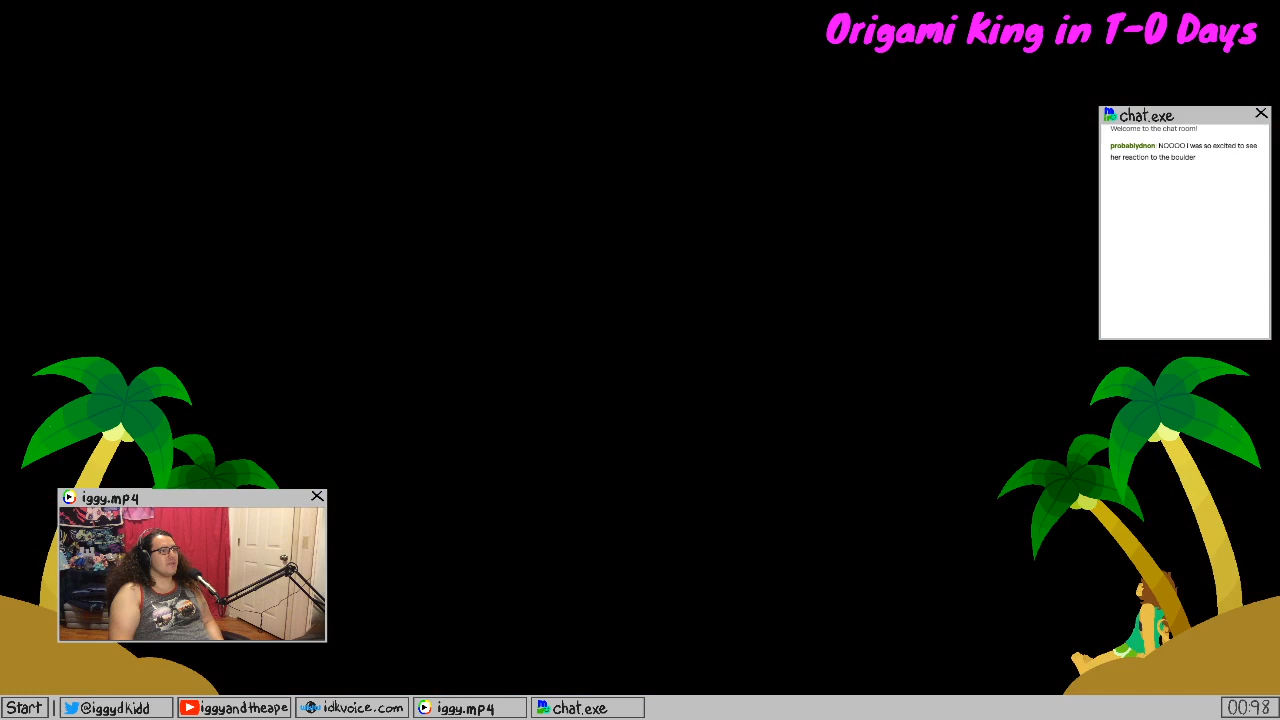 Origami King in T-0 Days
chat.exe
Welcome to the chat room!
probablydnon: NOOOO I was so excited to see
her reaction to the boulder
iggy.mp4
Start | @iggydkidd iggyandtheape www idkvoice.com iggy.mp4 chat.exe 00:98